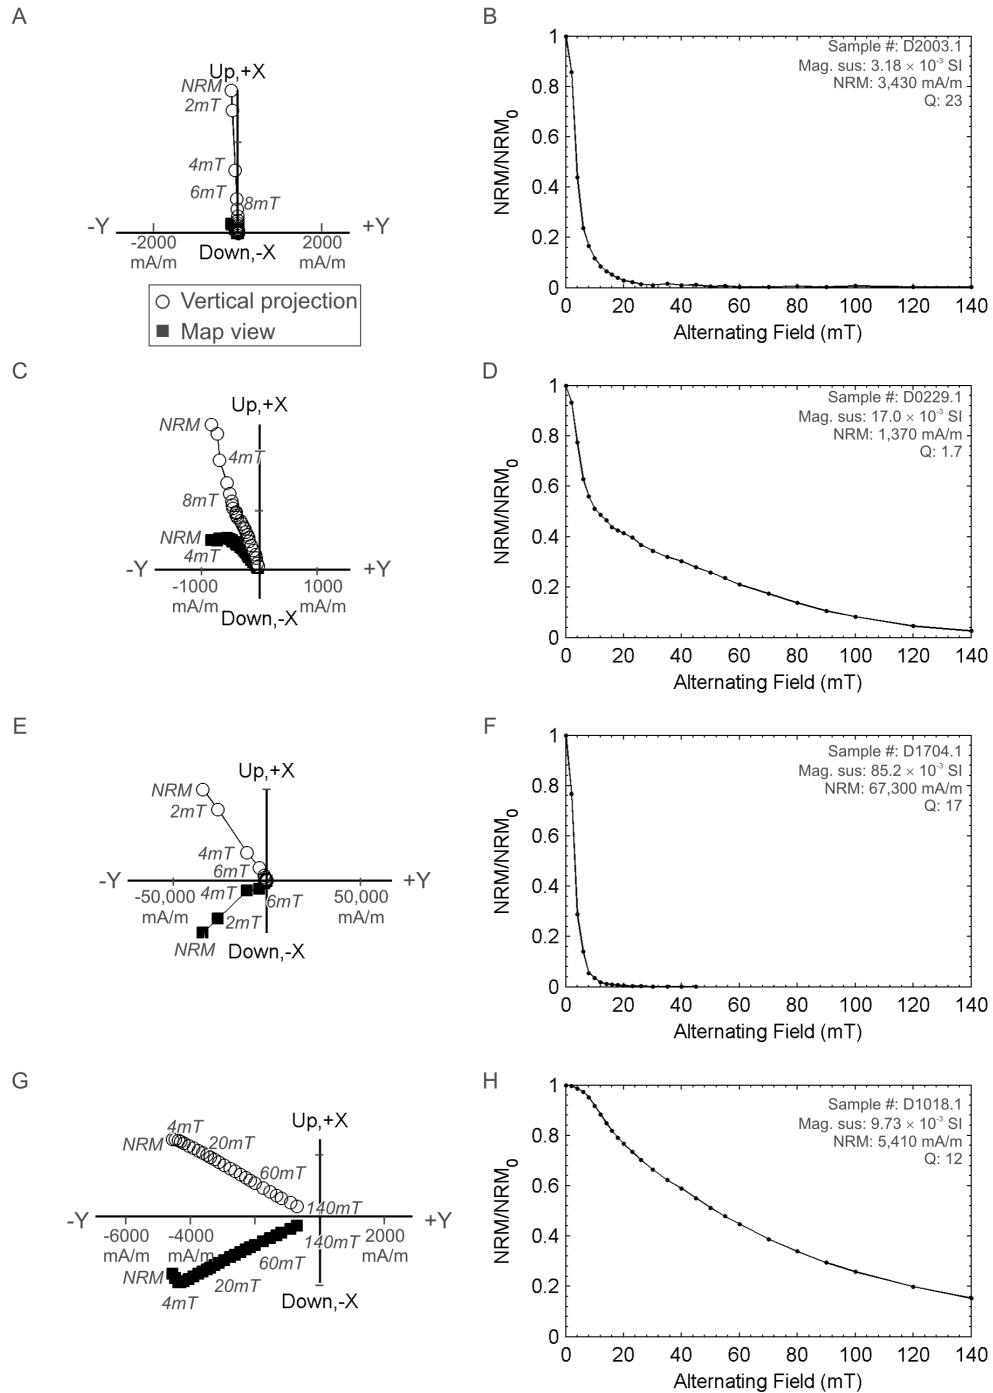 A
Up,+X
NRM
2mT
4mT
6mT
8mT
-Y
+Y
-2000
mA/m
2000
mA/m
Down,-X
Vertical projection
Map view
B
1
0.8
0.6
0.4
0.2
0
NRM/NRM0
Sample #: D2003.1
Mag. sus: 3.18 × 10-3 SI
NRM: 3,430 mA/m
Q: 23
0 20 40 60 80 100 120 140
Alternating Field (mT)
C
Up,+X
NRM
4mT
8mT
NRM
4mT
-Y
+Y
-1000
mA/m
1000
mA/m
Down,-X
D
1
0.8
0.6
0.4
0.2
0
NRM/NRM0
Sample #: D0229.1
Mag. sus: 17.0 × 10-3 SI
NRM: 1,370 mA/m
Q: 1.7
0 20 40 60 80 100 120 140
Alternating Field (mT)
E
Up,+X
NRM
2mT
4mT
6mT
-Y
+Y
-50,000
mA/m
50,000
mA/m
4mT
6mT
2mT
NRM
Down,-X
F
1
0.8
0.6
0.4
0.2
0
NRM/NRM0
Sample #: D1704.1
Mag. sus: 85.2 × 10-3 SI
NRM: 67,300 mA/m
Q: 17
0 20 40 60 80 100 120 140
Alternating Field (mT)
G
Up,+X
4mT
NRM
20mT
60mT
140mT
-Y
+Y
-6000
mA/m
-4000
mA/m
2000
mA/m
140mT
60mT
NRM
20mT
4mT
Down,-X
H
1
0.8
0.6
0.4
0.2
0
NRM/NRM0
Sample #: D1018.1
Mag. sus: 9.73 × 10-3 SI
NRM: 5,410 mA/m
Q: 12
0 20 40 60 80 100 120 140
Alternating Field (mT)